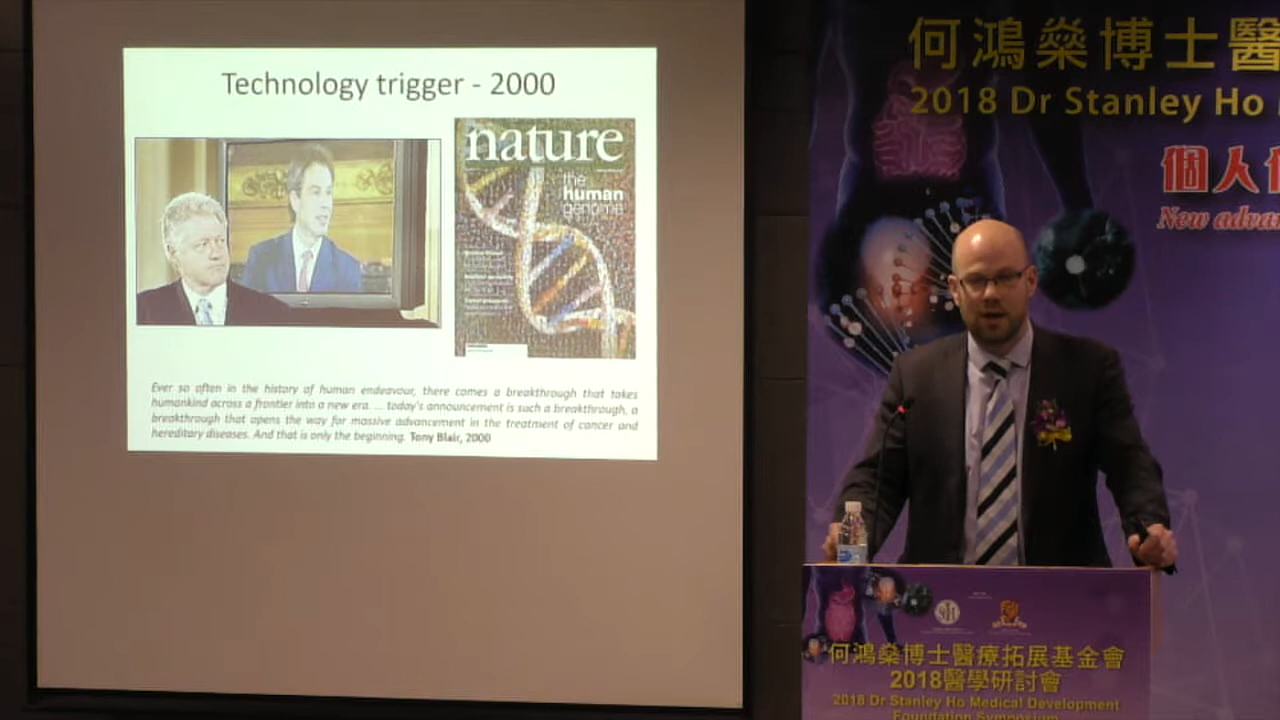 Technology trigger - 2000
nature
the
human
genome
Ever so often in the history of human endeavour, there comes a breakthrough that takes
humankind across a frontier into a new era. ... today's announcement is such a breakthrough, a
breakthrough that opens the way for massive advancement in the treatment of cancer and
hereditary diseases. And that is only the beginning. Tony Blair, 2000
何鴻燊博士醫
2018 Dr Stanley Ho
個人
New advan
何鴻燊博士醫療拓展基金會
2018醫學研討會
2018 Dr Stanley Ho Medical Development
Foundation Symposium